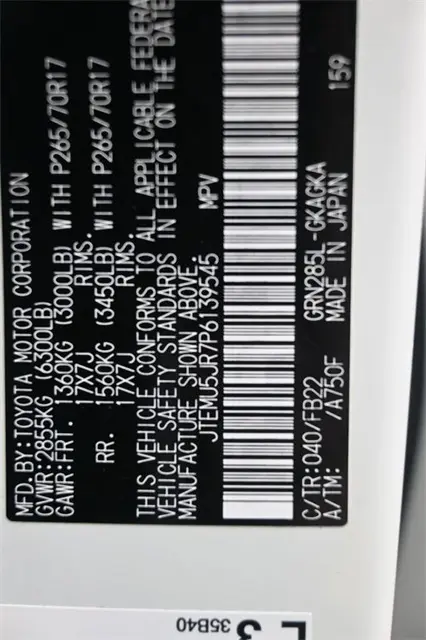 MFD. BY: TOYOTA MOTOR CORPORATION
GVWR: 2855KG (6300LB)
GAWR: FRT. 1360KG (3000LB) WITH P265/70R17
17X7J RIMS.
RR. 1560KG (3450LB) WITH P265/70R17
17X7J RIMS.
THIS VEHICLE CONFORMS TO ALL APPLICABLE FEDERA
VEHICLE SAFETY STANDARDS IN EFFECT ON THE DATE
MANUFACTURE SHOWN ABOVE.
JTEMU5JR7P6139545 MPV
C/TR: 040/FB22 GRN285L-GKAGKA
A/TM: /A750F MADE IN JAPAN 159
35B40